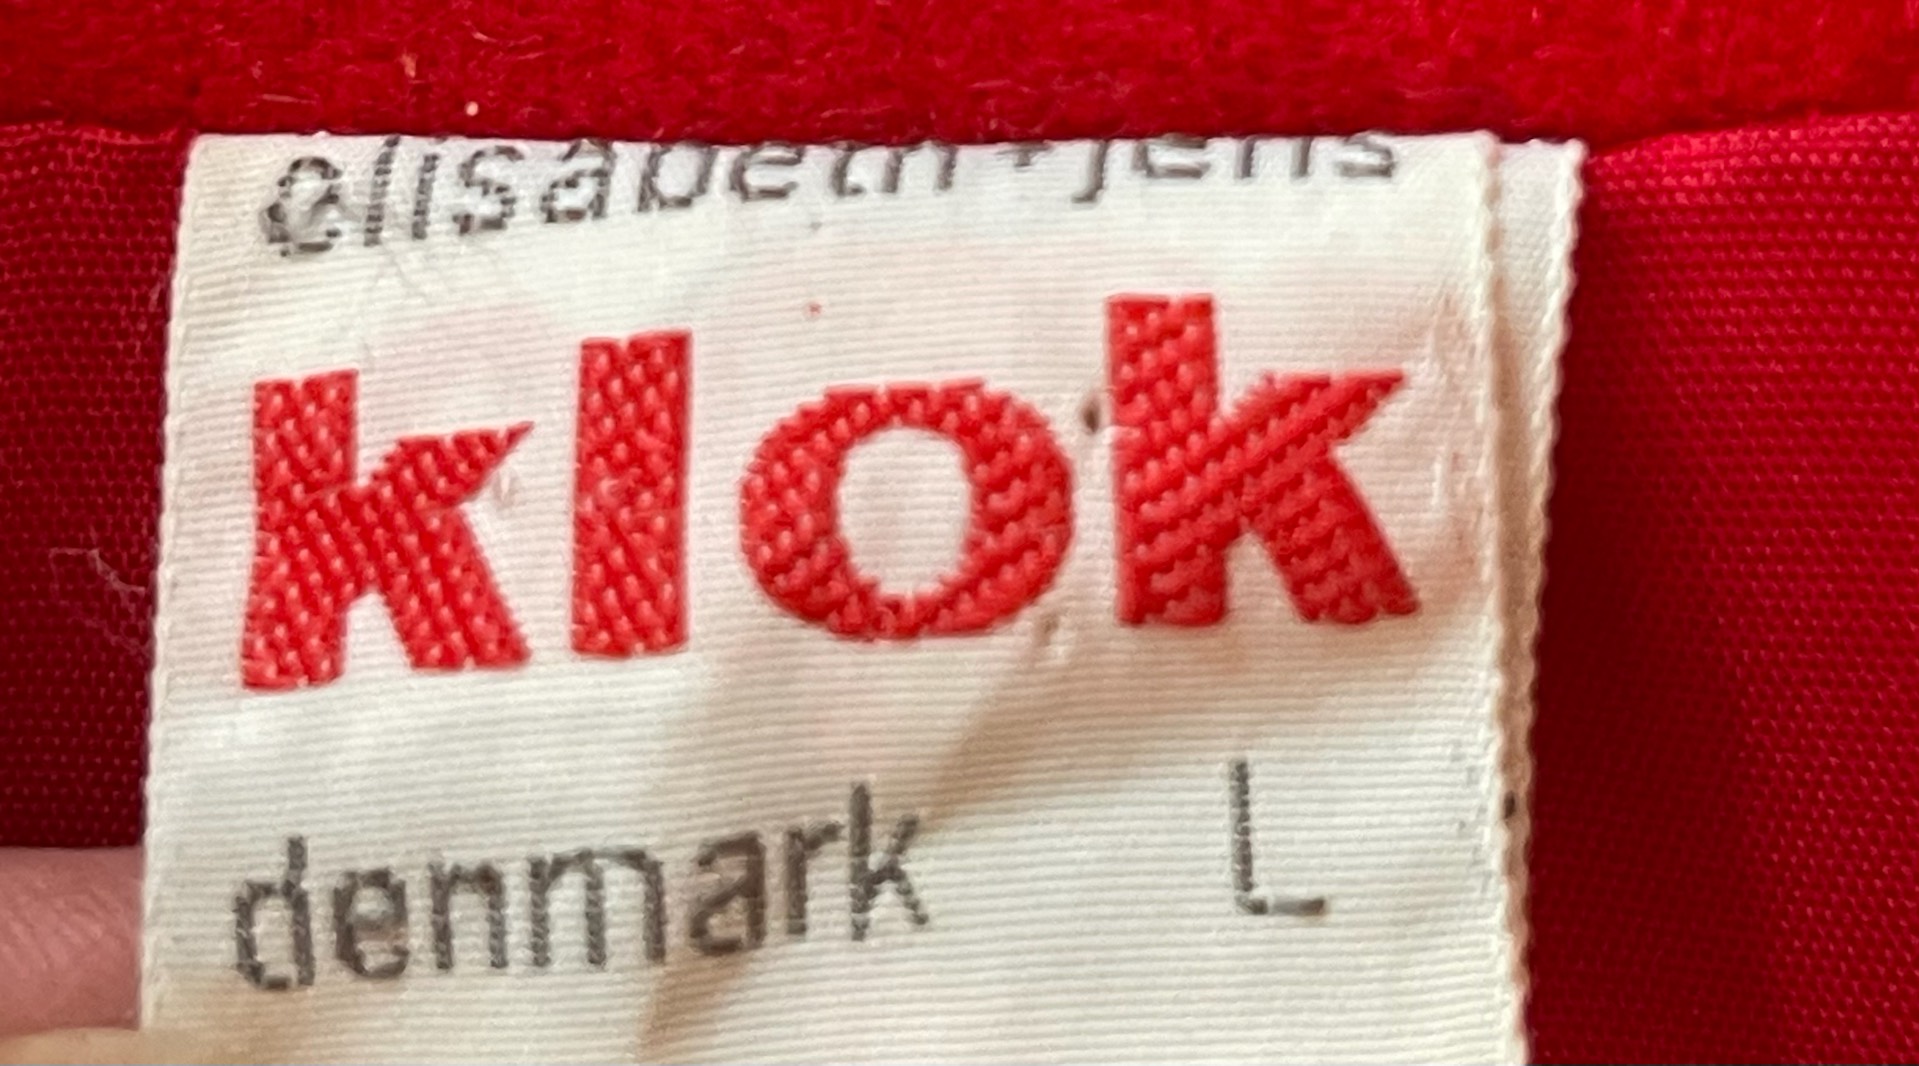 elisabeth + jens
klok
denmark L